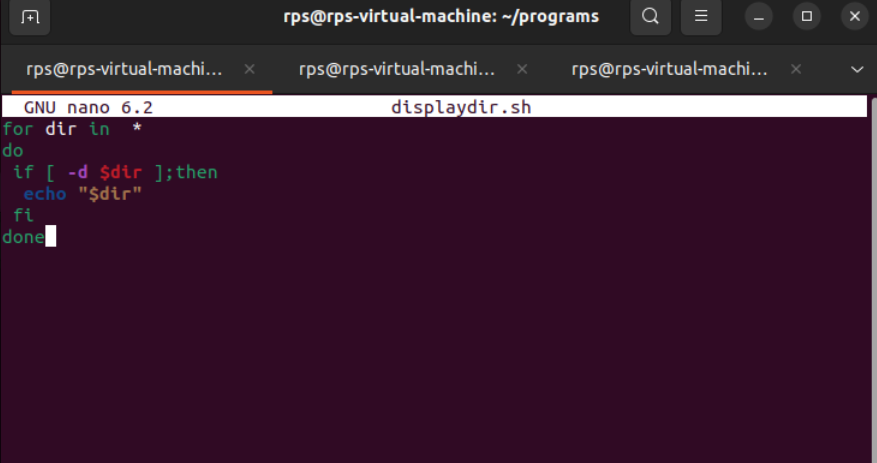 rps@rps-virtual-machine: ~/programs
rps@rps-virtual-machi... × rps@rps-virtual-machi... × rps@rps-virtual-machi... ×
GNU nano 6.2 displaydir.sh
for dir in  *
do
 if [ -d $dir ];then
  echo "$dir"
 fi
done